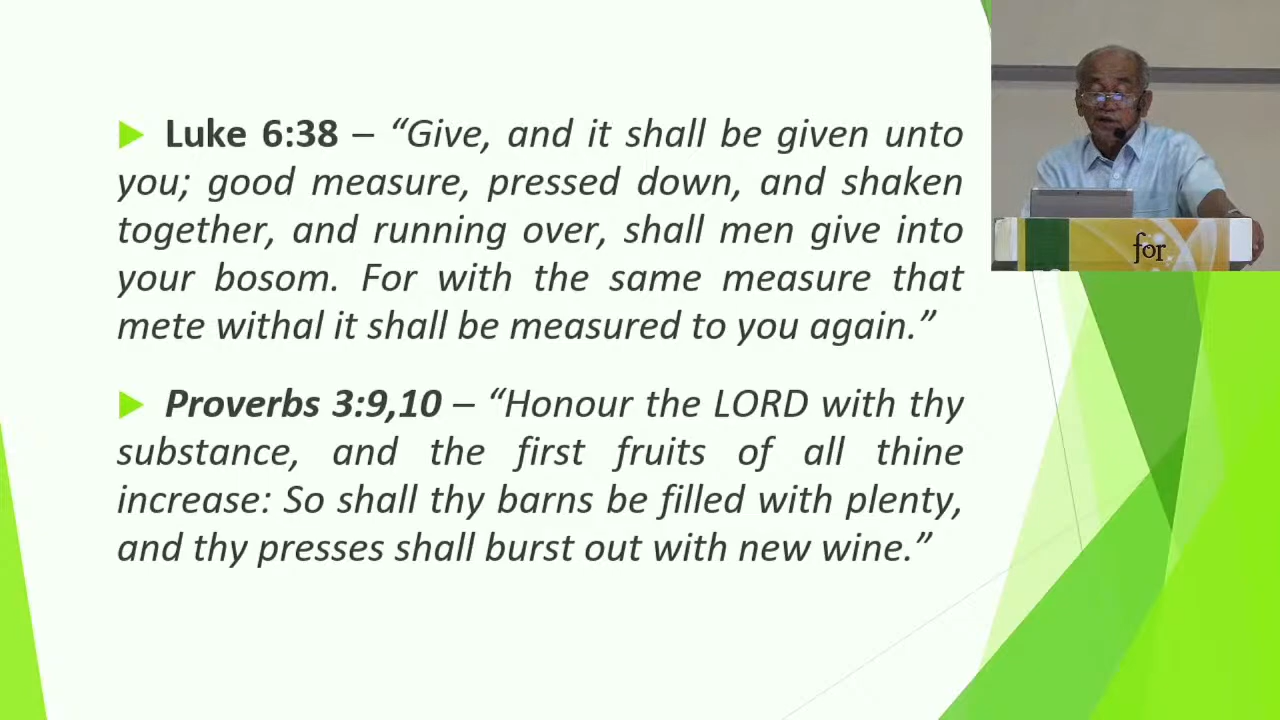 Luke 6:38 – “Give, and it shall be given unto
you; good measure, pressed down, and shaken
together, and running over, shall men give into
your bosom. For with the same measure that
mete withal it shall be measured to you again.”
Proverbs 3:9,10 – “Honour the LORD with thy
substance, and the first fruits of all thine
increase: So shall thy barns be filled with plenty,
and thy presses shall burst out with new wine.”
for